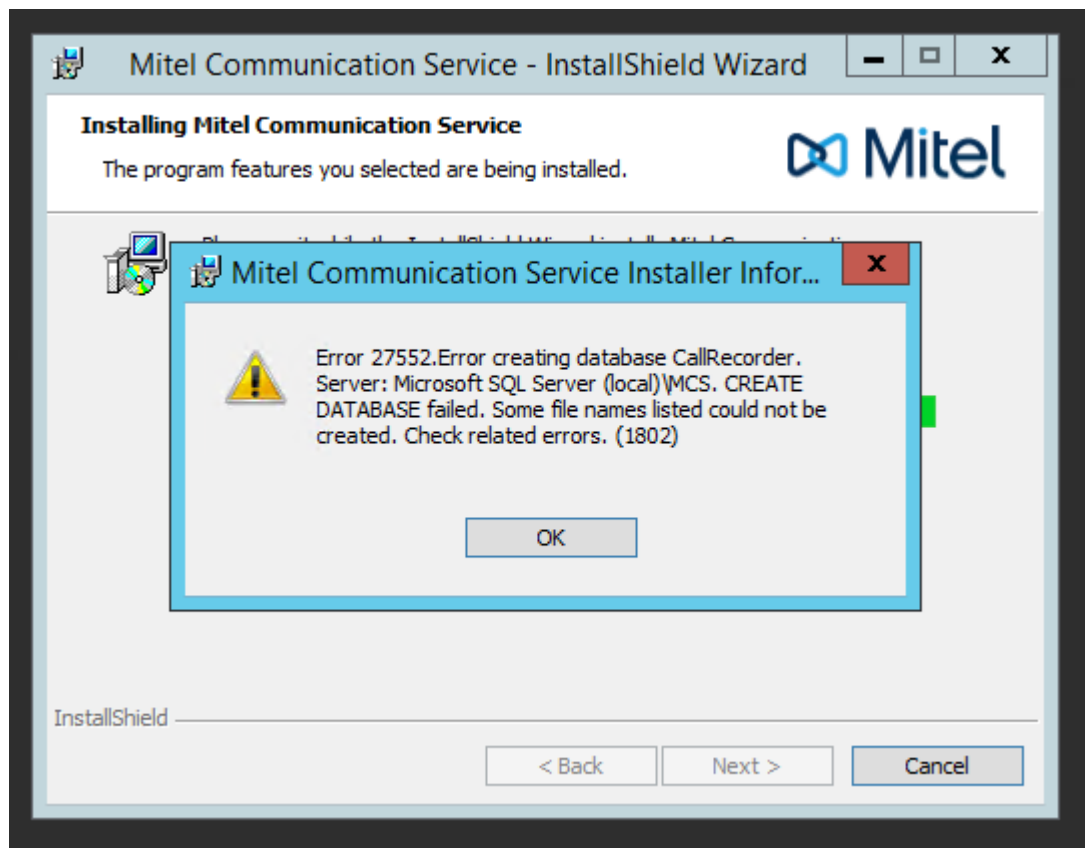 Mitel Communication Service - InstallShield Wizard
Installing Mitel Communication Service
The program features you selected are being installed.
Mitel
Mitel Communication Service Installer Infor...
Error 27552.Error creating database CallRecorder.
Server: Microsoft SQL Server (local)\MCS. CREATE
DATABASE failed. Some file names listed could not be
created. Check related errors. (1802)
OK
InstallShield
< Back
Next >
Cancel